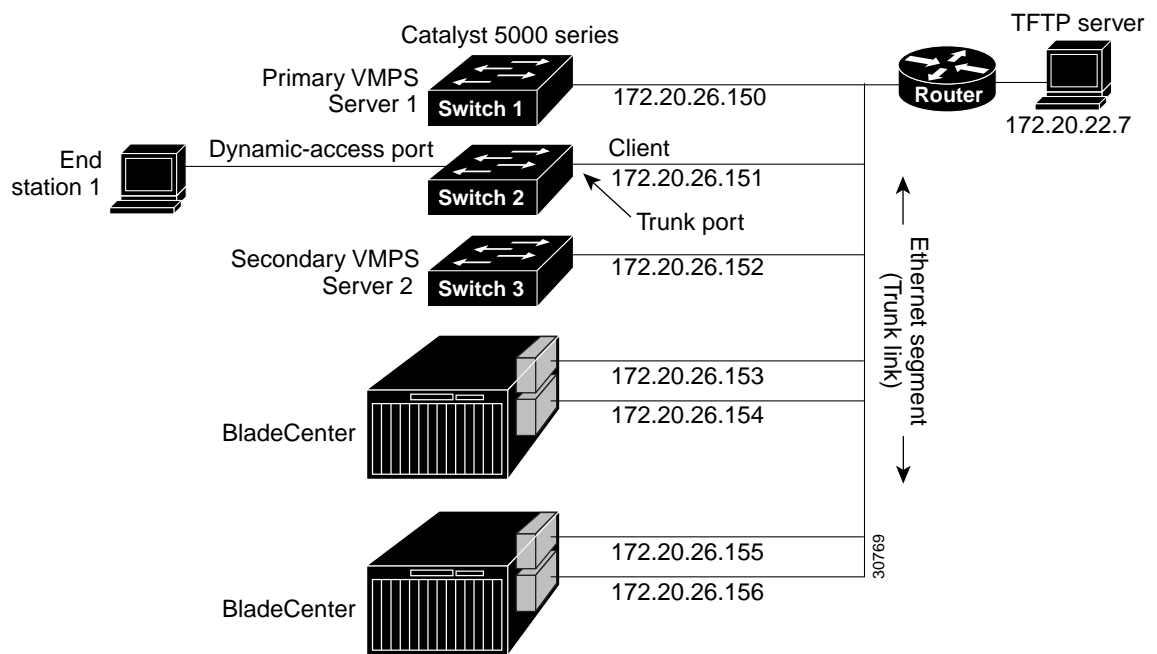 Catalyst 5000 series
TFTP server
Primary VMPS
Server 1
Switch 1
172.20.26.150
Router
172.20.22.7
End
station 1
Dynamic-access port
Switch 2
Client
172.20.26.151
Trunk port
Secondary VMPS
Server 2
Switch 3
172.20.26.152
Ethernet segment
(Trunk link)
BladeCenter
172.20.26.153
172.20.26.154
BladeCenter
172.20.26.155
172.20.26.156
30769